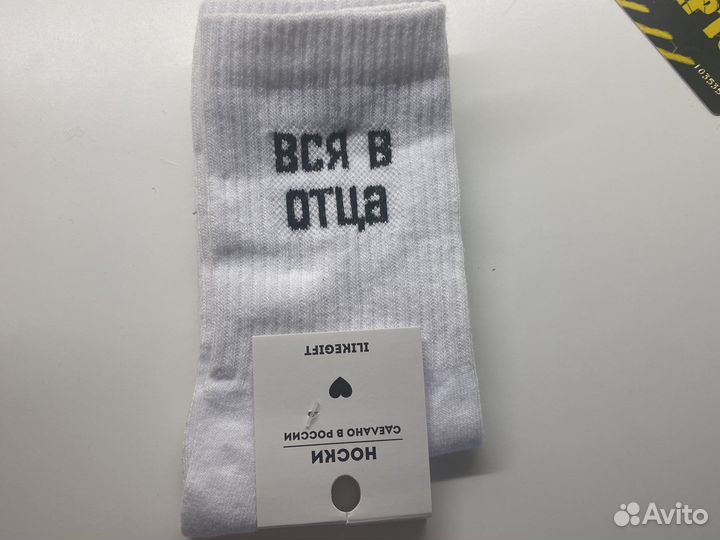 ВСЯ В
ОТЦА
НОСКИ
СДЕЛАНО В РОССИИ
ILIKEGIFT
Avito